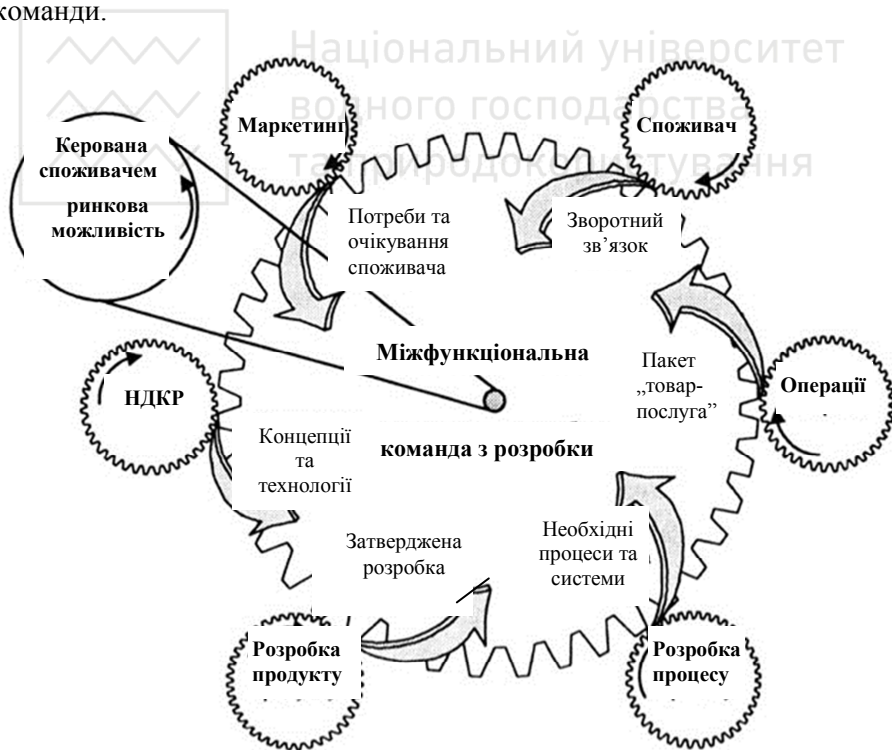 команди.
Національний університет
водного господарства
та природокористування
Маркетинг
Споживач
Керована
споживачем
ринкова
можливість
Потреби та
очікування
споживача
Зворотний
зв’язок
Міжфункціональна
Пакет
„товар-
послуга”
Операції
НДКР
Концепції
та
технології
команда з розробки
Затверджена
розробка
Необхідні
процеси та
системи
Розробка
продукту
Розробка
процесу